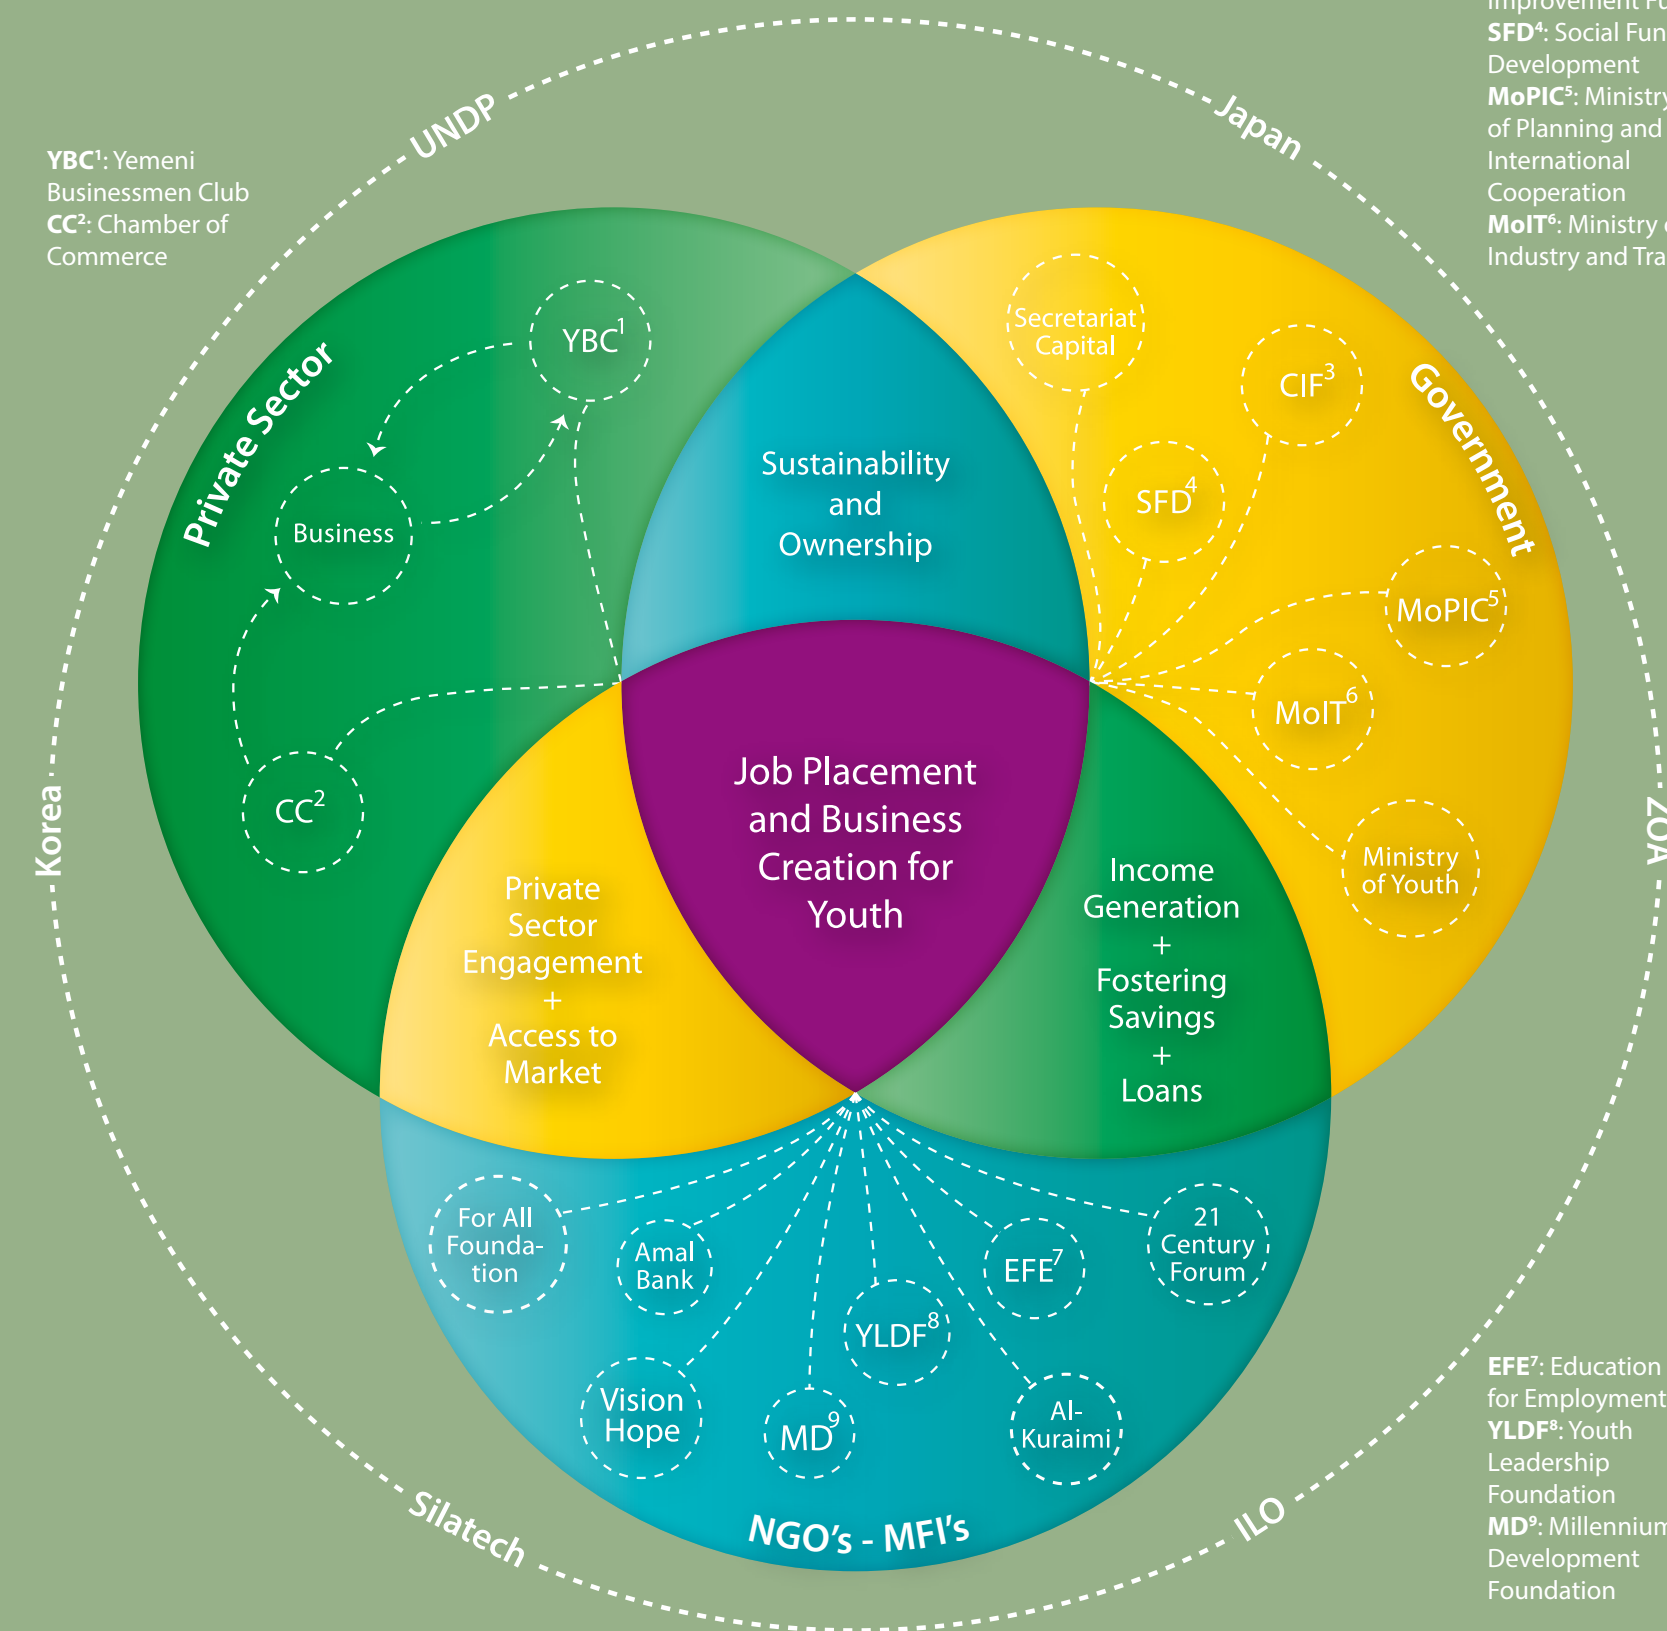 UNDP
Japan
Korea
ZOA
Silatech
ILO
YBC¹: Yemeni
Businessmen Club
CC²: Chamber of
Commerce
Improvement
SFD⁴: Social
Development
MoPIC⁵: Ministry
of Planning and
International
Cooperation
MoIT⁶: Ministry
Industry and
Private Sector
YBC¹
Business
CC²
Government
Secretariat
Capital
CIF³
SFD⁴
MoPIC⁵
MoIT⁶
Ministry
of Youth
Sustainability
and
Ownership
Job Placement
and Business
Creation for
Youth
Private
Sector
Engagement
+
Access to
Market
Income
Generation
+
Fostering
Savings
+
Loans
For All
Founda-
tion
Amal
Bank
Vision
Hope
MD⁹
YLDF⁸
EFE⁷
Al-
Kuraimi
21
Century
Forum
NGO's - MFI's
EFE⁷: Education
for Employment
YLDF⁸: Youth
Leadership
Foundation
MD⁹: Millennium
Development
Foundation